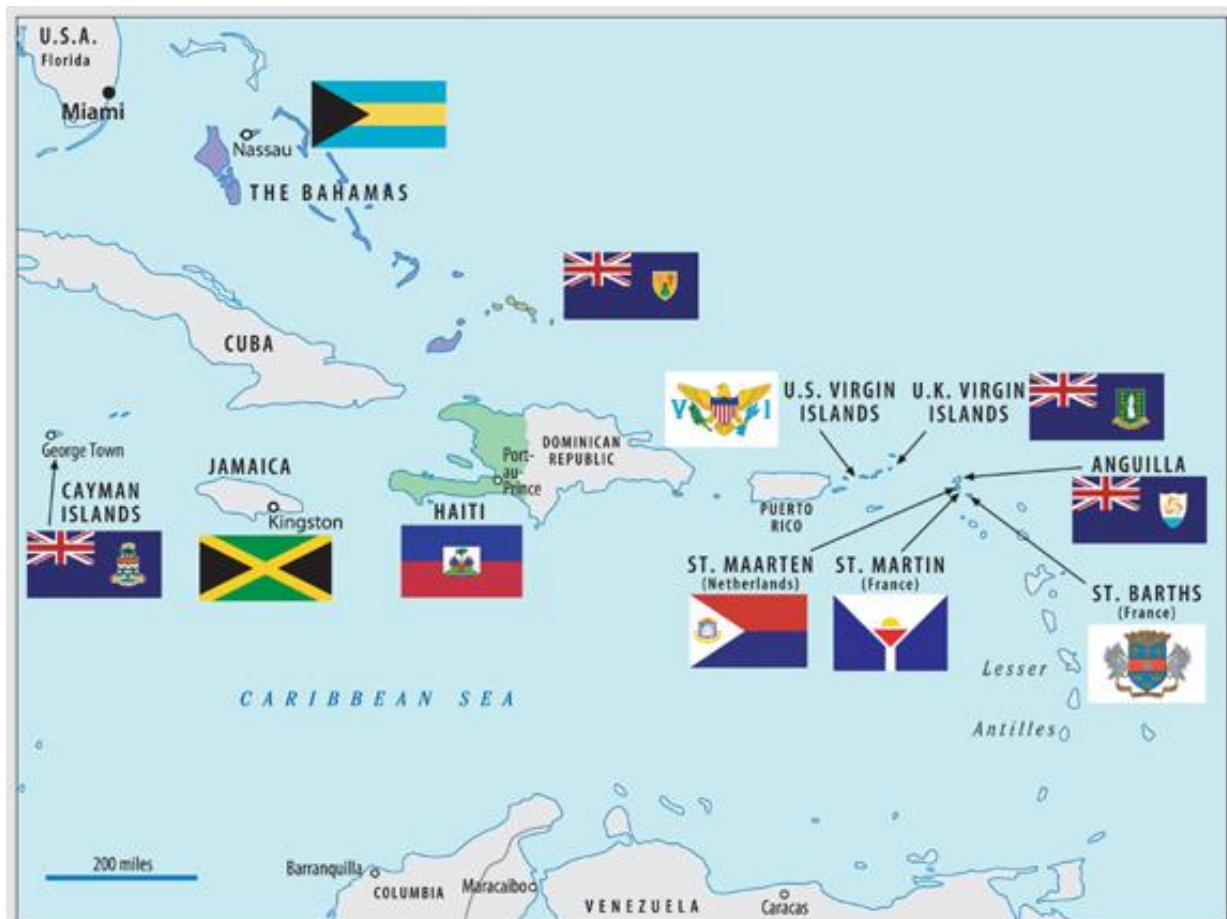 U.S.A.
Florida
Miami
Nassau
THE BAHAMAS
CUBA
George Town
CAYMAN
ISLANDS
JAMAICA
Kingston
Port-
au
Prince
HAITI
DOMINICAN
REPUBLIC
V I
U.S. VIRGIN
ISLANDS
U.K. VIRGIN
ISLANDS
PUERTO
RICO
ANGUILLA
ST. MAARTEN
(Netherlands)
ST. MARTIN
(France)
ST. BARTHS
(France)
Lesser
Antilles
CARIBBEAN SEA
200 miles
Barranquilla
COLUMBIA
Maracaibo
VENEZUELA
Caracas